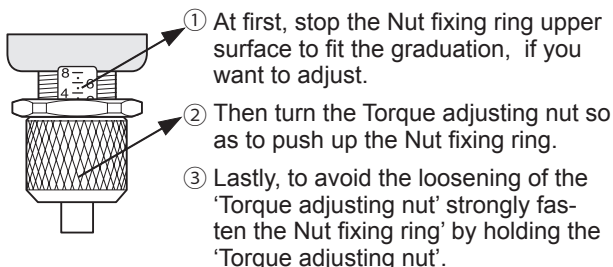 ① At first, stop the Nut fixing ring upper
surface to fit the graduation, if you
want to adjust.
8
6
4
② Then turn the Torque adjusting nut so
as to push up the Nut fixing ring.
③ Lastly, to avoid the loosening of the
‘Torque adjusting nut’ strongly fas-
ten the Nut fixing ring’ by holding the
‘Torque adjusting nut’.